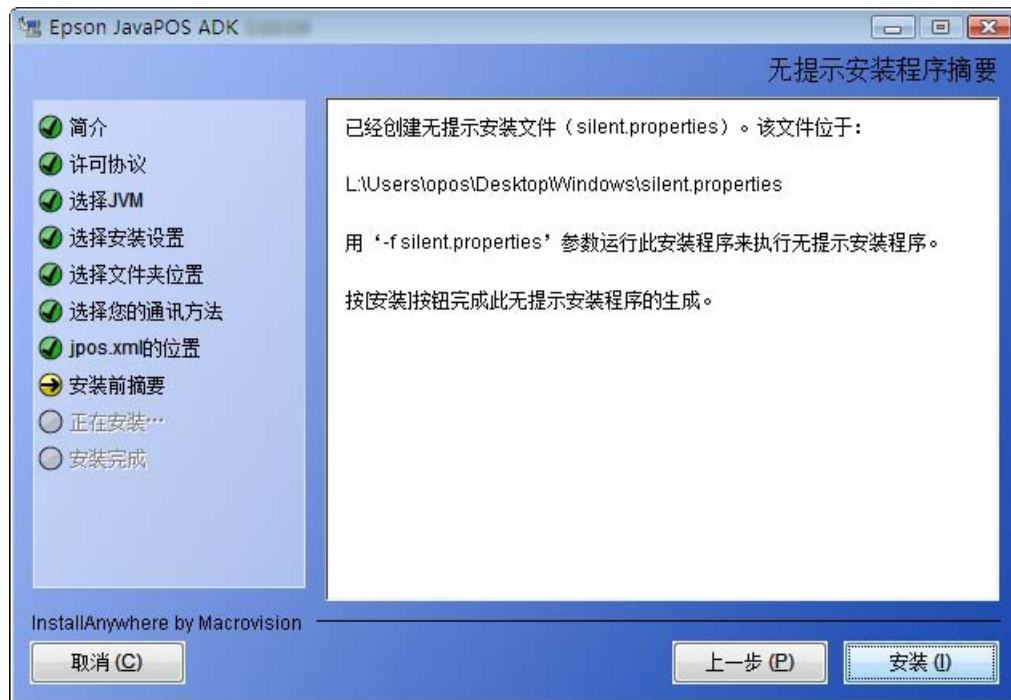 Epson JavaPOS ADK
无提示安装程序摘要
简介
许可协议
选择JVM
选择安装设置
选择文件夹位置
选择您的通讯方法
jpos.xml的位置
安装前摘要
正在安装…
安装完成
已经创建无提示安装文件（silent.properties）。该文件位于：
L:\Users\opos\Desktop\Windows\silent.properties
用‘-f silent.properties’参数运行此安装程序来执行无提示安装程序。
按[安装]按钮完成此无提示安装程序的生成。
InstallAnywhere by Macrovision
取消 (C)
上一步 (P)
安装 (I)